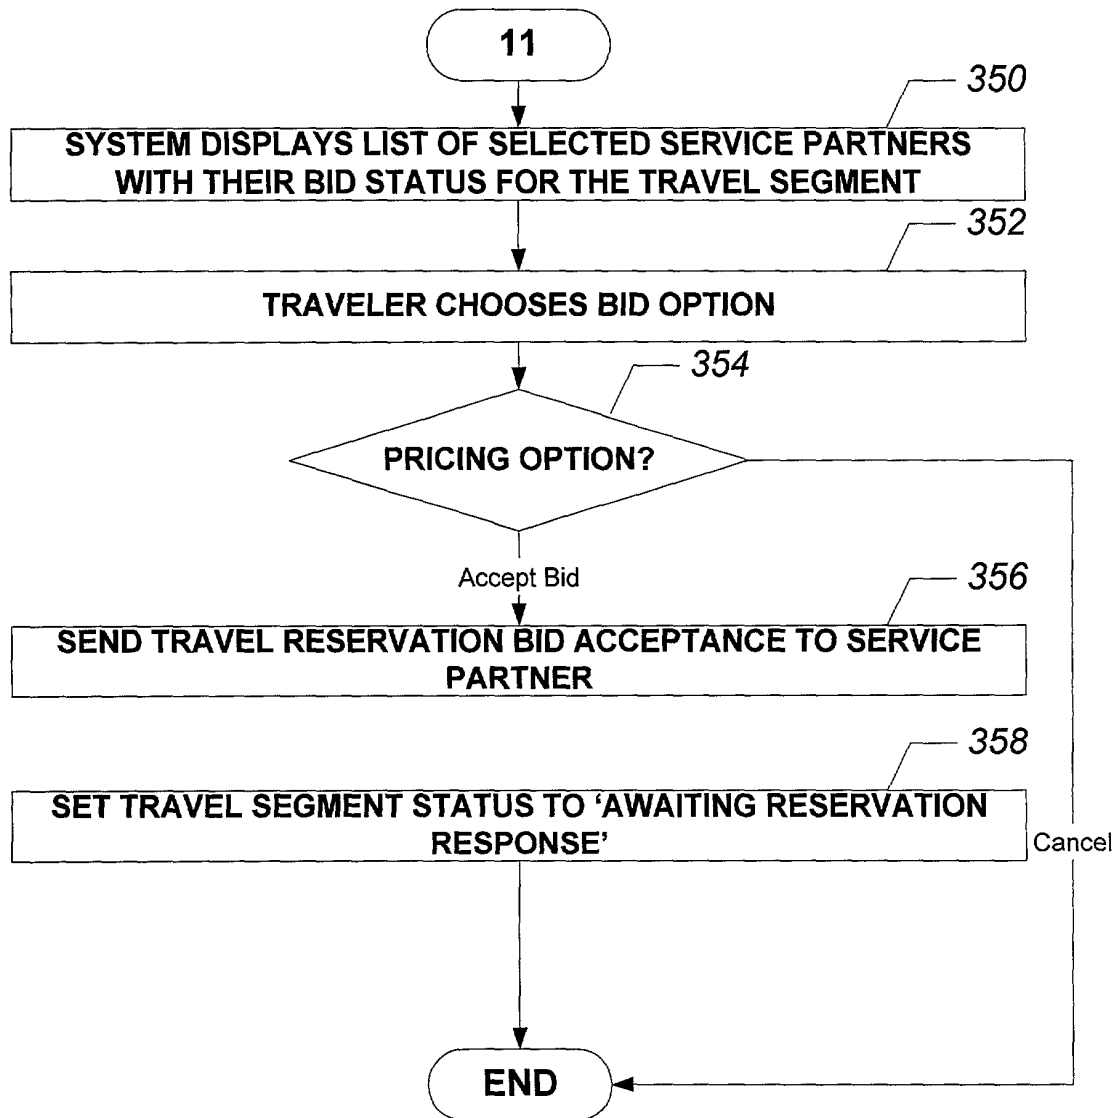 11
350
SYSTEM DISPLAYS LIST OF SELECTED SERVICE PARTNERS
WITH THEIR BID STATUS FOR THE TRAVEL SEGMENT
352
TRAVELER CHOOSES BID OPTION
354
PRICING OPTION?
Accept Bid
356
SEND TRAVEL RESERVATION BID ACCEPTANCE TO SERVICE
PARTNER
358
SET TRAVEL SEGMENT STATUS TO ‘AWAITING RESERVATION
RESPONSE’
Cancel
END